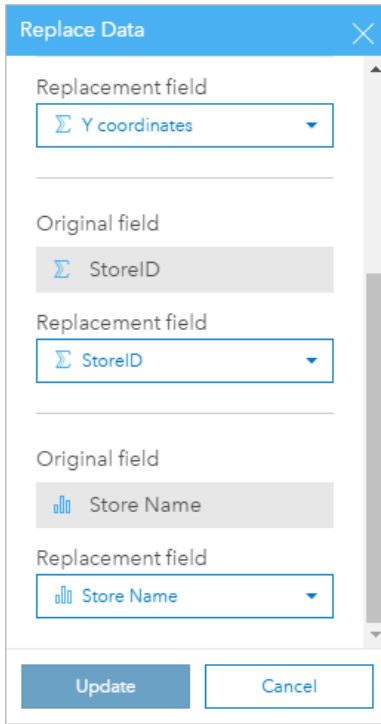 Replace Data
Replacement field
Y coordinates
Original field
StoreID
Replacement field
StoreID
Original field
Store Name
Replacement field
Store Name
Update
Cancel